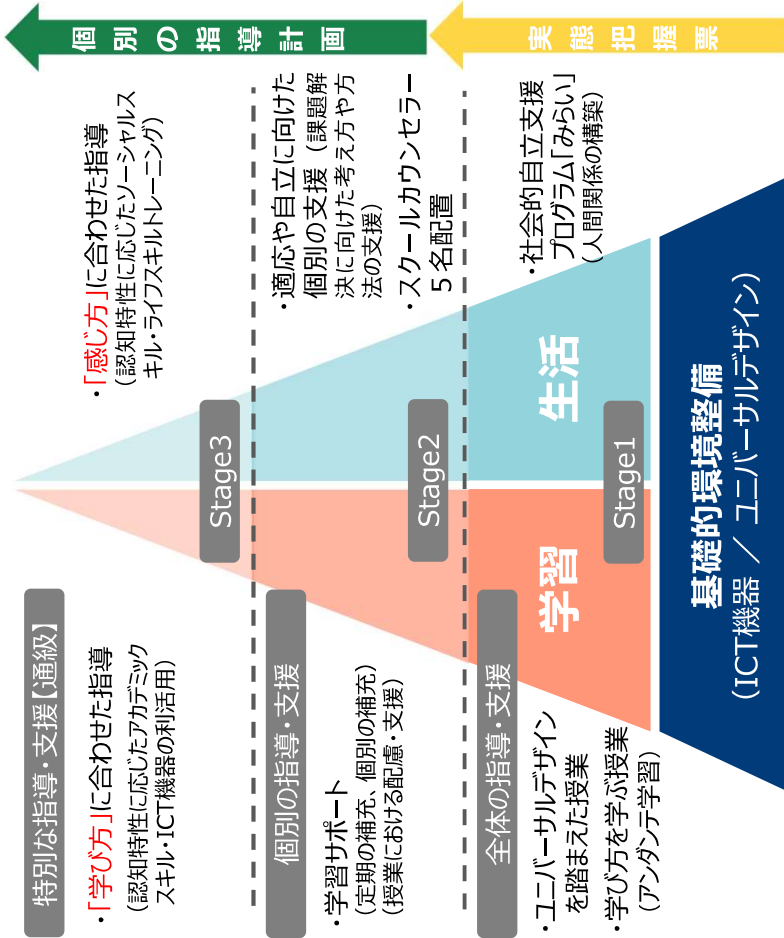 特別な指導・支援【通級】
・「学び方」に合わせた指導
（認知特性に応じたアカデミック
スキル・ICT機器の利活用）
Stage3
・「感じ方」に合わせた指導
（認知特性に応じたソーシャルス
キル・ライフスキルトレーニング）
個別の指導計画
個別の指導・支援
・学習サポート
（定期の補充、個別の補充）
（授業における配慮・支援）
Stage2
・適応や自立に向けた
個別の支援（課題解
決に向けた考え方や方
法の支援）
・スクールカウンセラー
５名配置
全体の指導・支援
・ユニバーサルデザイン
を踏まえた授業
・学び方を学ぶ授業
（アンダンテ学習）
学習
生活
Stage1
・社会的自立支援
プログラム「みらい」
（人間関係の構築）
実態把握票
基礎的環境整備
（ICT機器 ／ ユニバーサルデザイン）